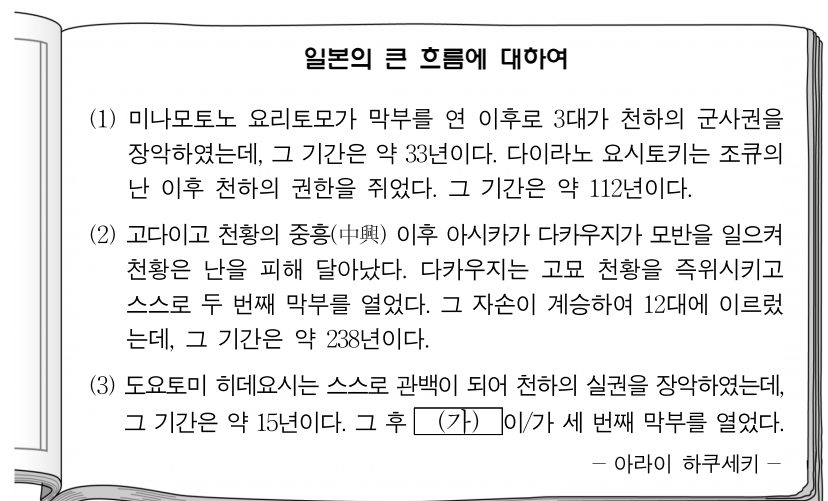 일본의 큰 흐름에 대하여
(1) 미나모토노 요리토모가 막부를 연 이후로 3대가 천하의 군사권을
장악하였는데, 그 기간은 약 33년이다. 다이라노 요시토키는 조큐의
난 이후 천하의 권한을 쥐었다. 그 기간은 약 112년이다.
(2) 고다이고 천황의 중흥(中興) 이후 아시카가 다카우지가 모반을 일으켜
천황은 난을 피해 달아났다. 다카우지는 고묘 천황을 즉위시키고
스스로 두 번째 막부를 열었다. 그 자손이 계승하여 12대에 이르렀
는데, 그 기간은 약 238년이다.
(3) 도요토미 히데요시는 스스로 관백이 되어 천하의 실권을 장악하였는데,
그 기간은 약 15년이다. 그 후 (가) 이/가 세 번째 막부를 열었다.
- 아라이 하쿠세키 -